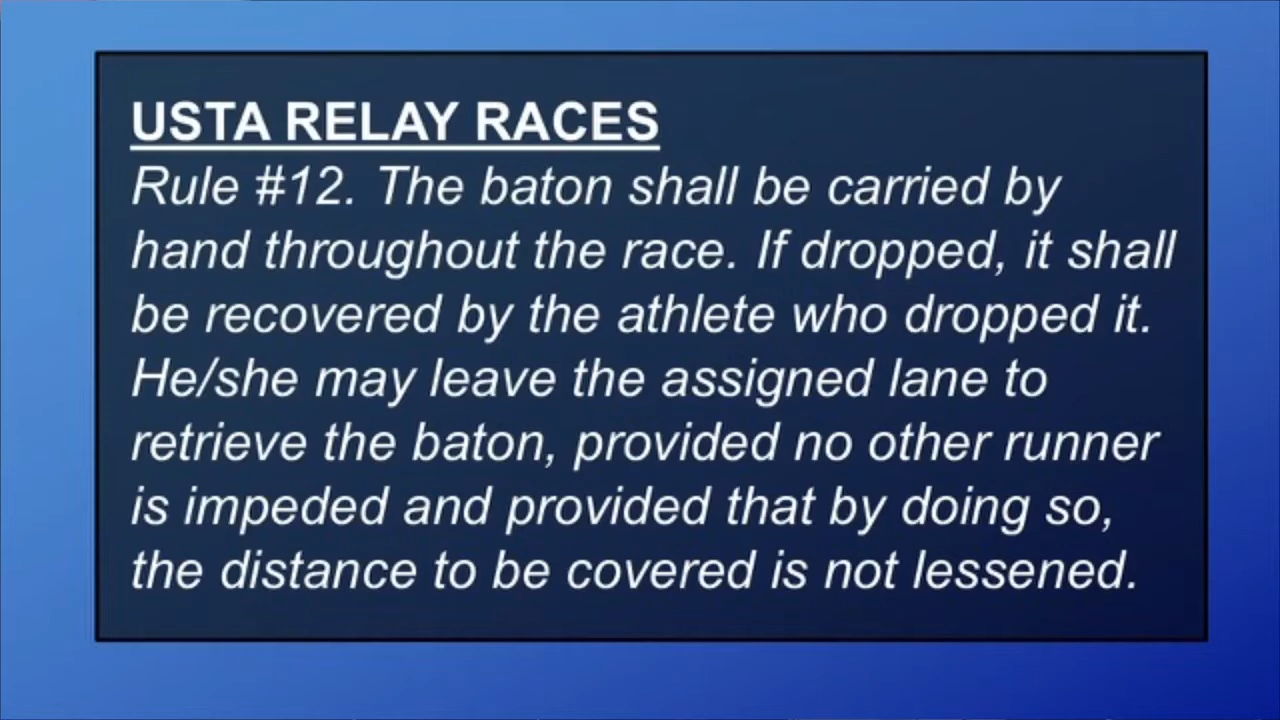 USTA RELAY RACES
Rule #12. The baton shall be carried by
hand throughout the race. If dropped, it shall
be recovered by the athlete who dropped it.
He/she may leave the assigned lane to
retrieve the baton, provided no other runner
is impeded and provided that by doing so,
the distance to be covered is not lessened.